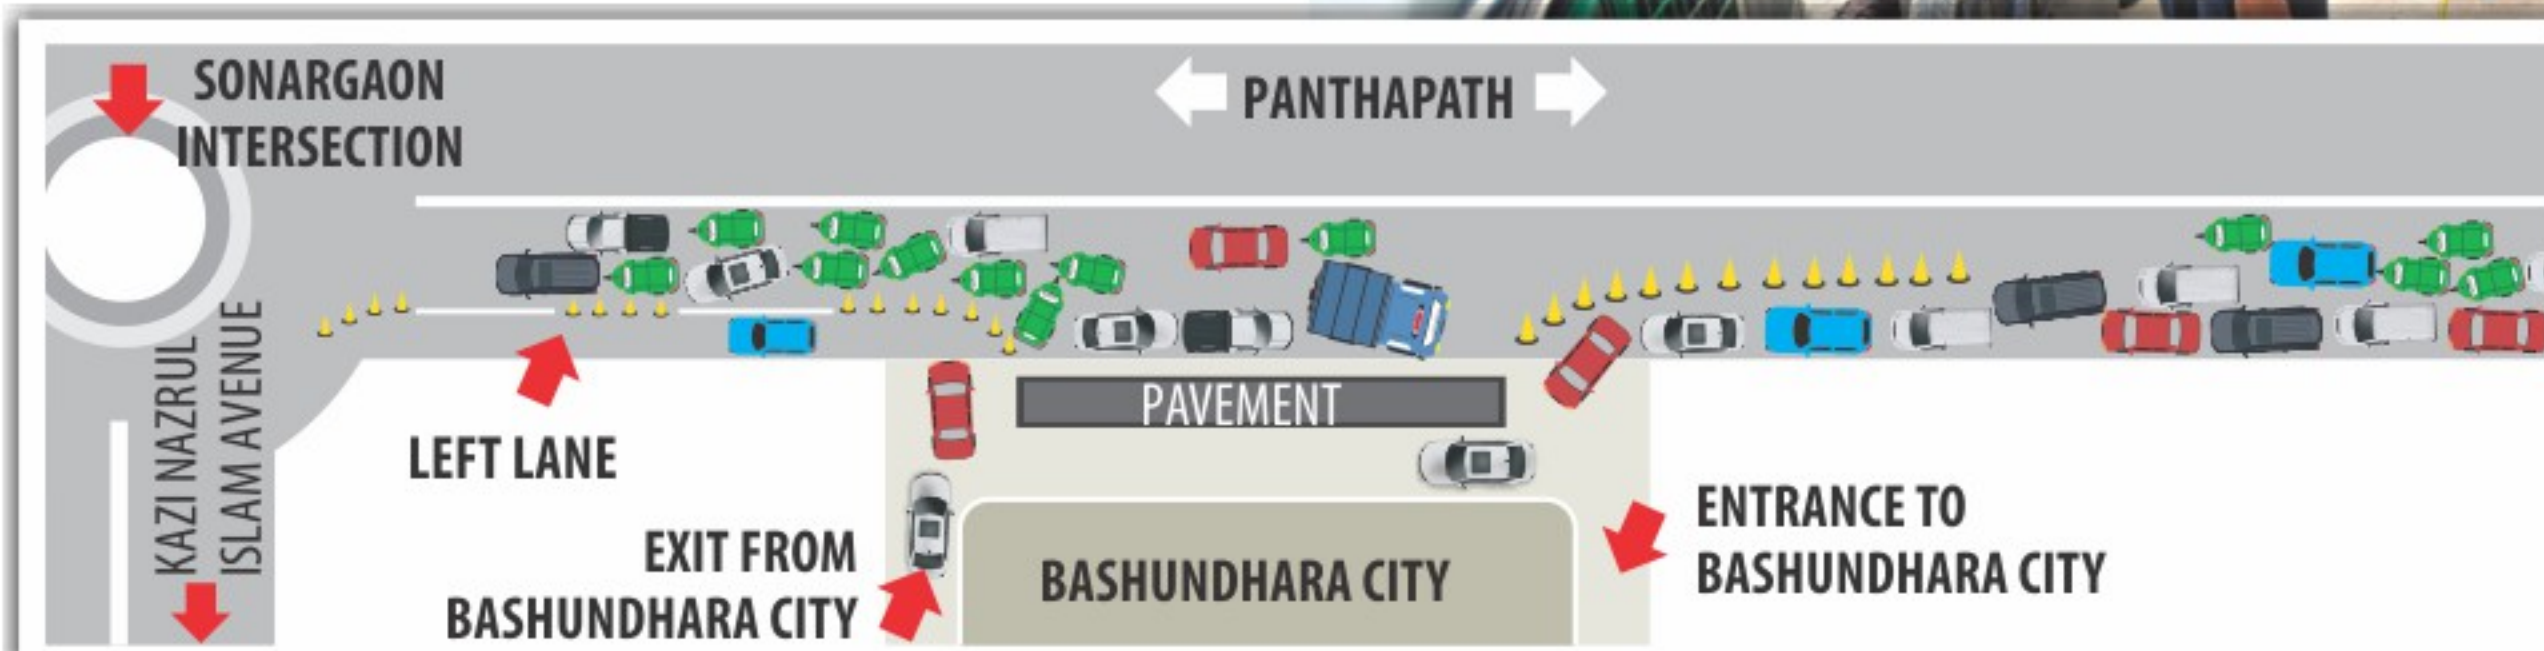 SONARGAON
INTERSECTION
PANTHAPATH
KAZI NAZRUL
ISLAM AVENUE
LEFT LANE
PAVEMENT
EXIT FROM
BASHUNDHARA CITY
BASHUNDHARA CITY
ENTRANCE TO
BASHUNDHARA CITY